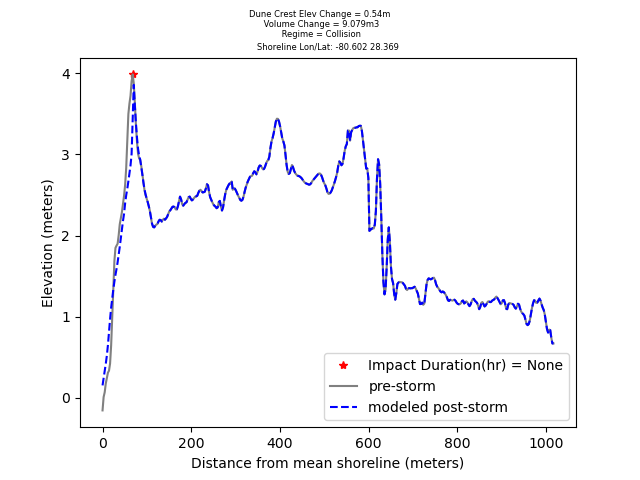 Dune Crest Elev Change = 0.54m
Volume Change = 9.079m3
Regime = Collision
Shoreline Lon/Lat: -80.602 28.369
4
3
2
1
0
Elevation (meters)
Impact Duration(hr) = None
pre-storm
modeled post-storm
0 200 400 600 800 1000
Distance from mean shoreline (meters)